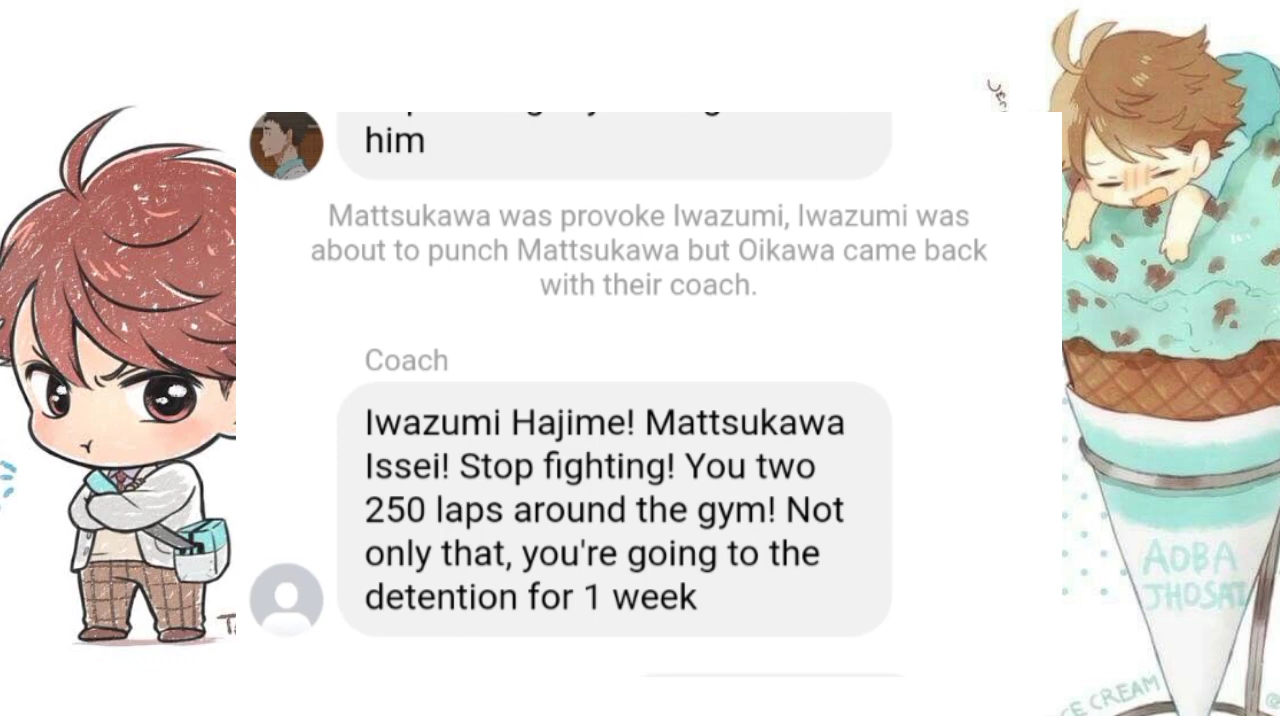 him
Mattsukawa was provoke Iwazumi, Iwazumi was
about to punch Mattsukawa but Oikawa came back
with their coach.
Coach
Iwazumi Hajime! Mattsukawa
Issei! Stop fighting! You two
250 laps around the gym! Not
only that, you're going to the
detention for 1 week
AOBA
JHOSAI
CE CREAM